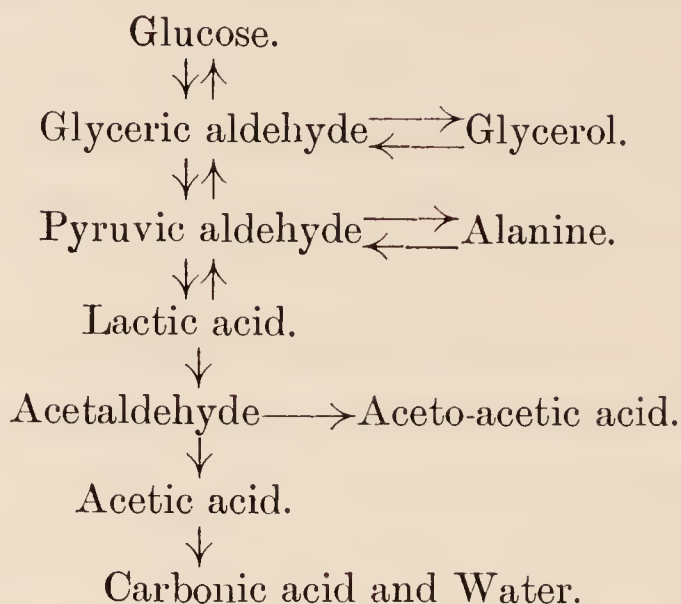 Glucose.
Glyceric aldehyde Glycerol.
Pyruvic aldehyde Alanine.
Lactic acid.
Acetaldehyde Aceto-acetic acid.
Acetic acid.
Carbonic acid and Water.